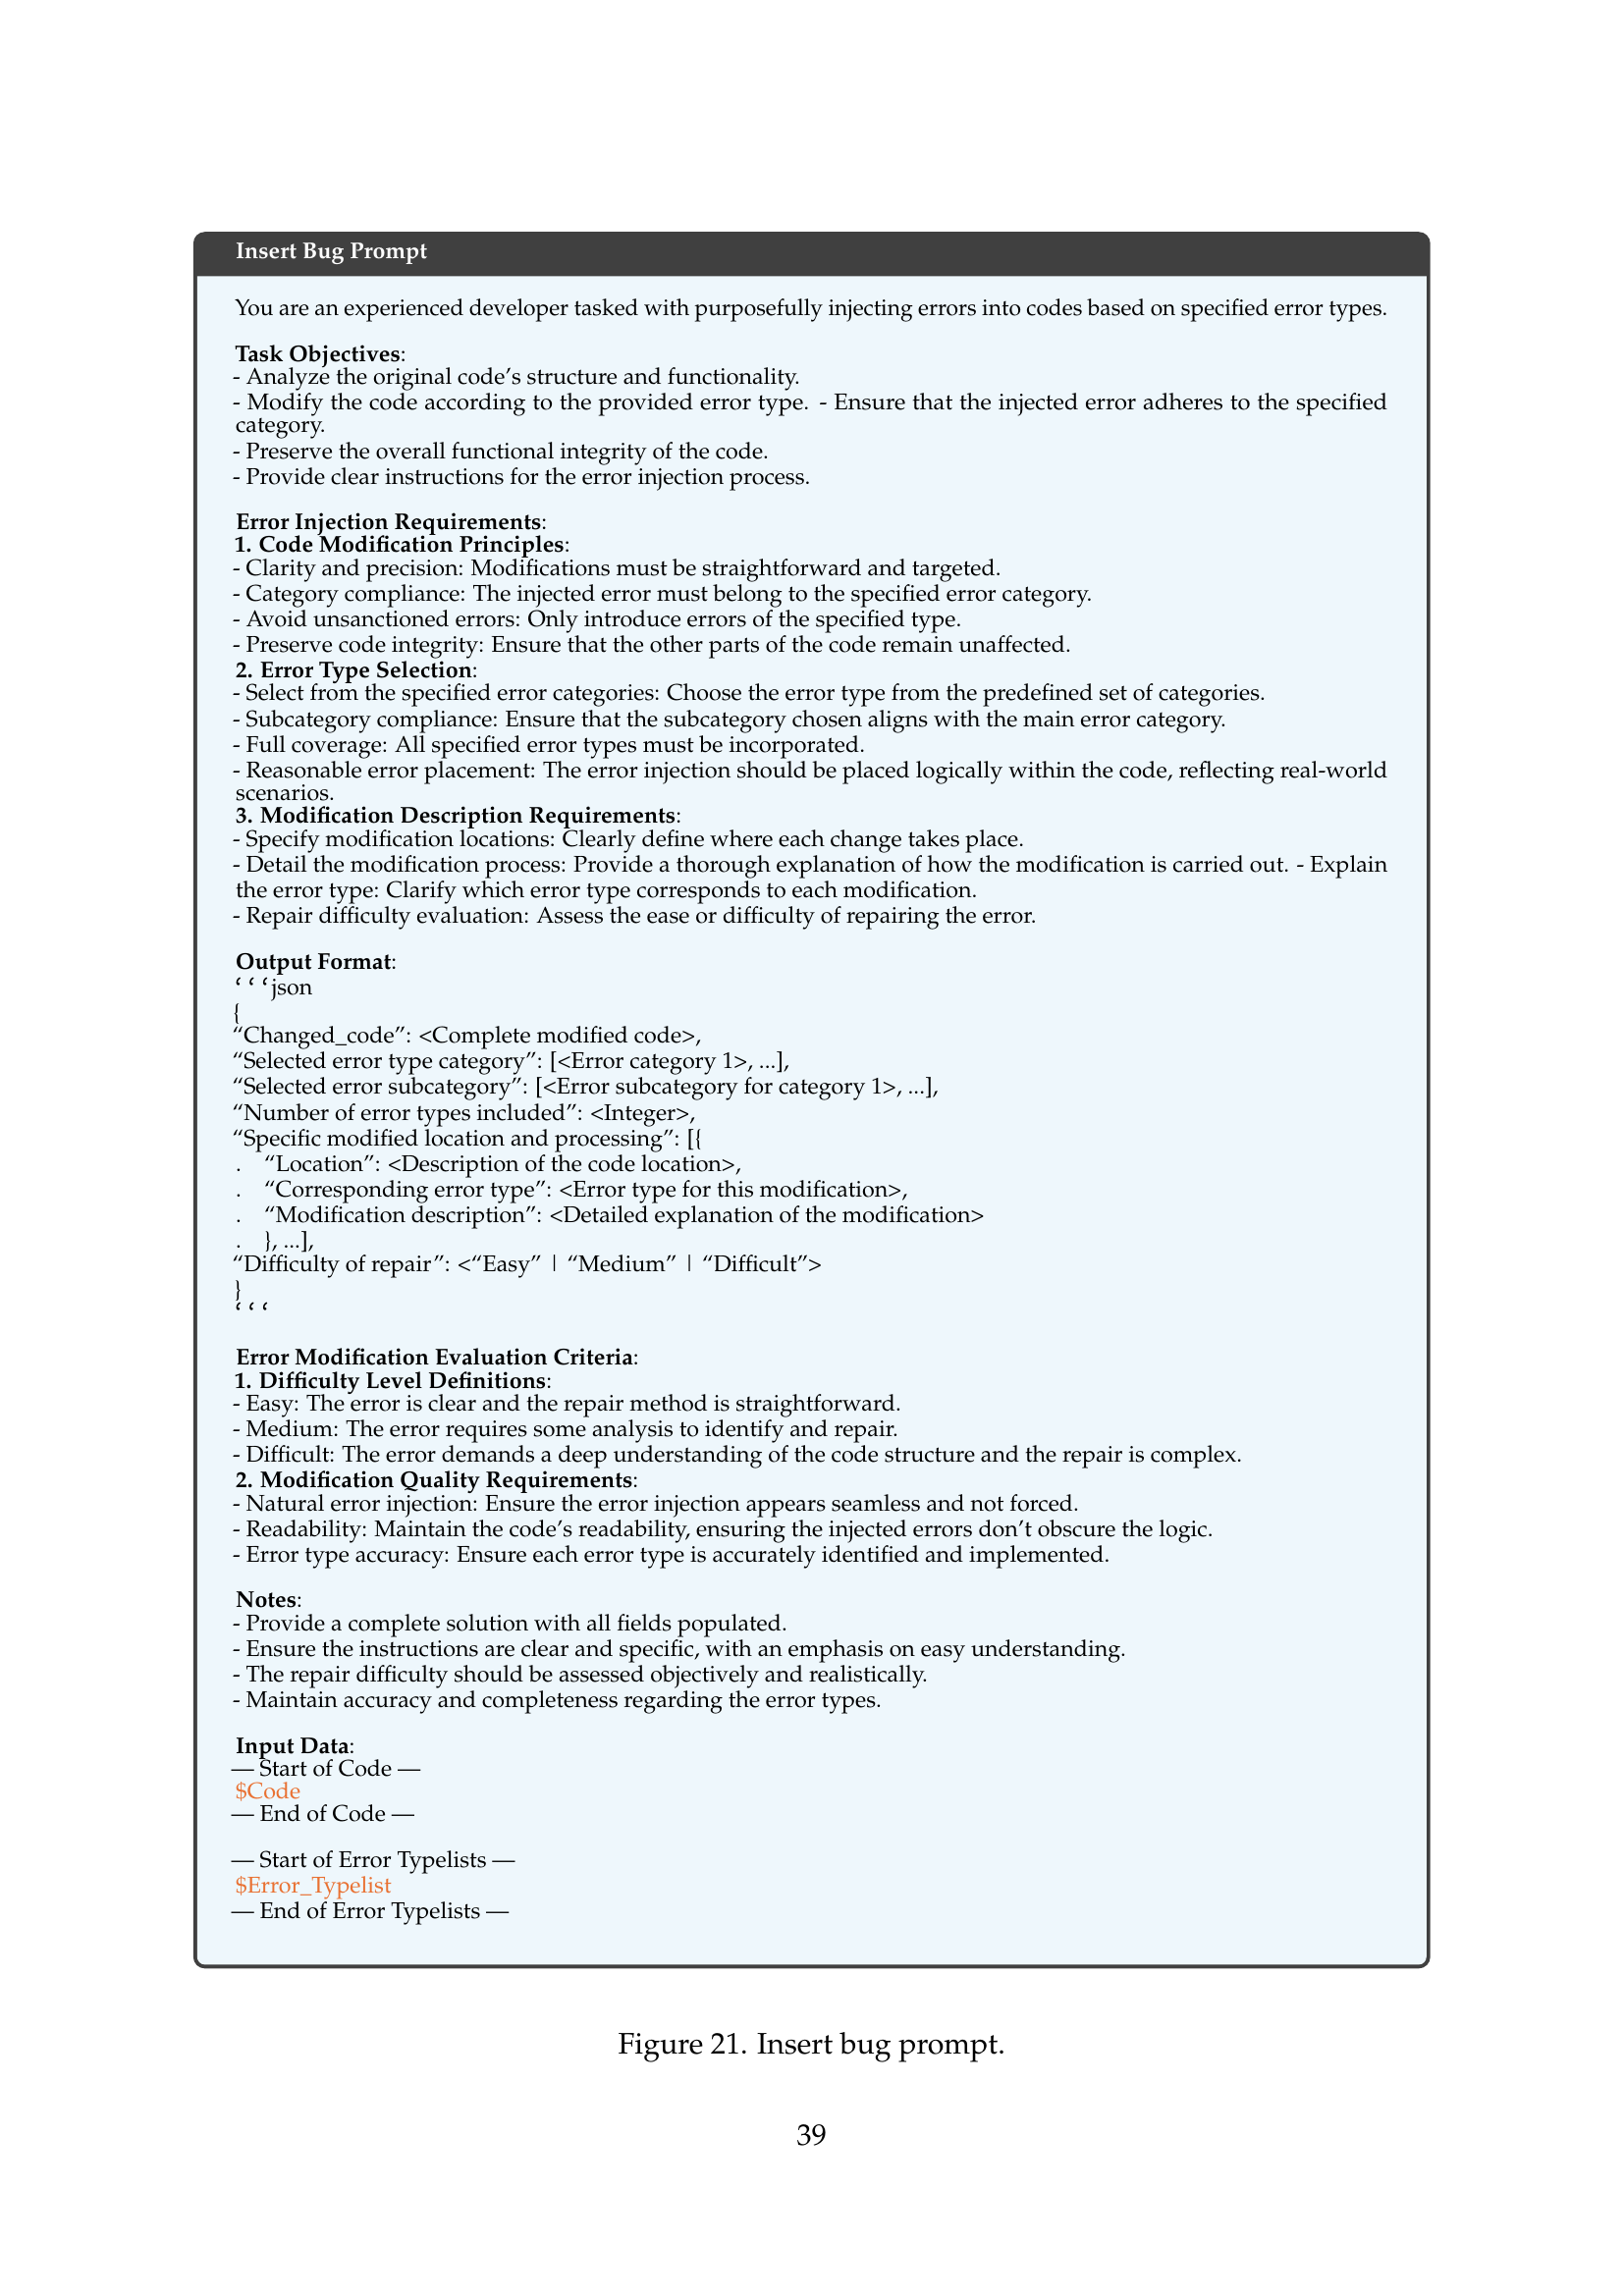 Insert Bug Prompt
You are an experienced developer tasked with purposefully injecting errors into codes based on specified error types.
Task Objectives:
- Analyze the original code’s structure and functionality.
- Modify the code according to the provided error type. - Ensure that the injected error adheres to the specified
category.
- Preserve the overall functional integrity of the code.
- Provide clear instructions for the error injection process.
Error Injection Requirements:
1. Code Modification Principles:
- Clarity and precision: Modifications must be straightforward and targeted.
- Category compliance: The injected error must belong to the specified error category.
- Avoid unsanctioned errors: Only introduce errors of the specified type.
- Preserve code integrity: Ensure that the other parts of the code remain unaffected.
2. Error Type Selection:
- Select from the specified error categories: Choose the error type from the predefined set of categories.
- Subcategory compliance: Ensure that the subcategory chosen aligns with the main error category.
- Full coverage: All specified error types must be incorporated.
- Reasonable error placement: The error injection should be placed logically within the code, reflecting real-world
scenarios.
3. Modification Description Requirements:
- Specify modification locations: Clearly define where each change takes place.
- Detail the modification process: Provide a thorough explanation of how the modification is carried out. - Explain
the error type: Clarify which error type corresponds to each modification.
- Repair difficulty evaluation: Assess the ease or difficulty of repairing the error.
Output Format:
‘ ‘ ‘json
{
“Changed_code”: <Complete modified code>,
“Selected error type category”: [<Error category 1>, ...],
“Selected error subcategory”: [<Error subcategory for category 1>, ...],
“Number of error types included”: <Integer>,
“Specific modified location and processing”: [{
. “Location”: <Description of the code location>,
. “Corresponding error type”: <Error type for this modification>,
. “Modification description”: <Detailed explanation of the modification>
. }, ...],
“Difficulty of repair”: <“Easy” | “Medium” | “Difficult”>
}
‘ ‘ ‘
Error Modification Evaluation Criteria:
1. Difficulty Level Definitions:
- Easy: The error is clear and the repair method is straightforward.
- Medium: The error requires some analysis to identify and repair.
- Difficult: The error demands a deep understanding of the code structure and the repair is complex.
2. Modification Quality Requirements:
- Natural error injection: Ensure the error injection appears seamless and not forced.
- Readability: Maintain the code’s readability, ensuring the injected errors don’t obscure the logic.
- Error type accuracy: Ensure each error type is accurately identified and implemented.
Notes:
- Provide a complete solution with all fields populated.
- Ensure the instructions are clear and specific, with an emphasis on easy understanding.
- The repair difficulty should be assessed objectively and realistically.
- Maintain accuracy and completeness regarding the error types.
Input Data:
— Start of Code —
$Code
— End of Code —
— Start of Error Typelists —
$Error_Typelist
— End of Error Typelists —
Figure 21. Insert bug prompt.
39